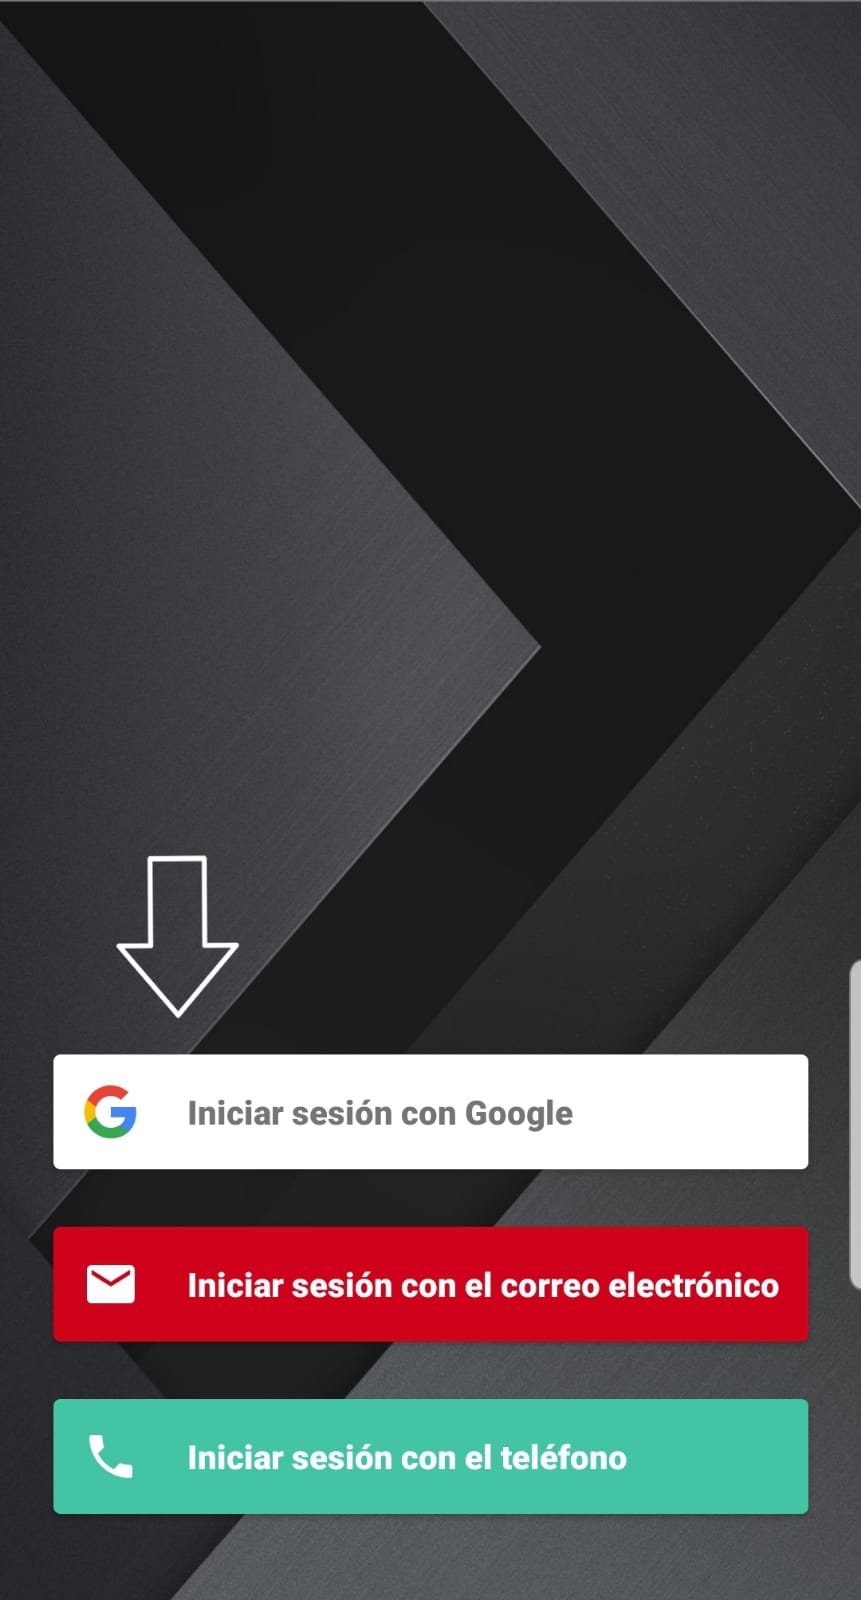 Iniciar sesión con Google
Iniciar sesión con el correo electrónico
Iniciar sesión con el teléfono